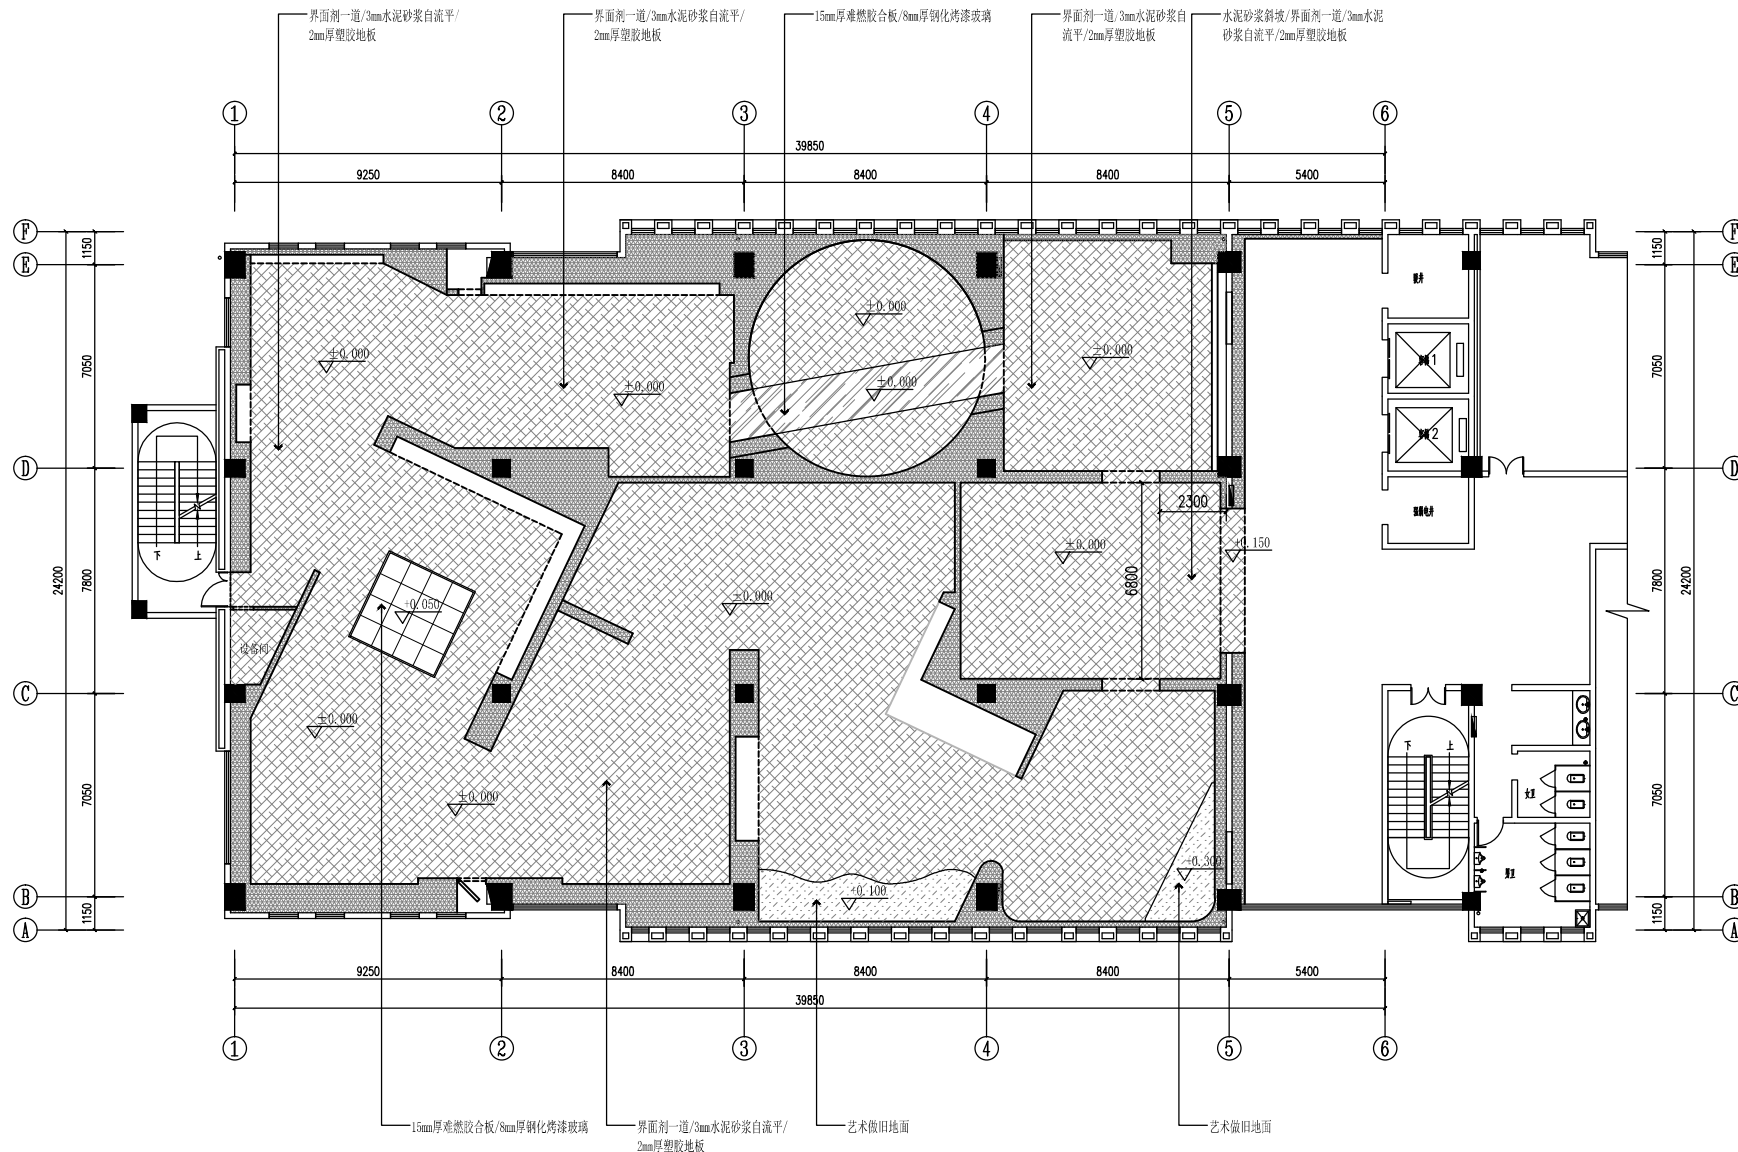 界面剂一道/3mm水泥砂浆自流平/
2mm厚塑胶地板
界面剂一道/3mm水泥砂浆自流平/
2mm厚塑胶地板
15mm厚难燃胶合板/8mm厚钢化烤漆玻璃
界面剂一道/3mm水泥砂浆自
流平/2mm厚塑胶地板
水泥砂浆斜坡/界面剂一道/3mm水泥
砂浆自流平/2mm厚塑胶地板
1 2 3 4 5 6
39850
9250 8400 8400 8400 5400
F
E
D
C
B
A
1150
7050
7800
7050
1150
24200
±0.000
±0.000
±0.000
±0.000
±0.000
2300
±0.000
+0.150
6800
±0.000
+0.050
设备间
±0.000
±0.000
+0.100
+0.300
下 上
1
2
强弱电井
下 上
女卫
男卫
F
E
D
C
B
A
1150
7050
7800
7050
1150
24200
9250 8400 8400 8400 5400
39850
1 2 3 4 5 6
15mm厚难燃胶合板/8mm厚钢化烤漆玻璃
界面剂一道/3mm水泥砂浆自流平/
2mm厚塑胶地板
艺术做旧地面
艺术做旧地面